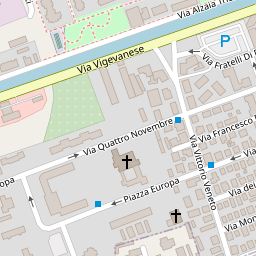 Via Alzaia
Via Vigevanese
P
Via Fratelli Di
Via Quattro Novembre
Via Francesco
Via Vittorio Veneto
Via
opa
Piazza Europa
Via dei
Via Mon